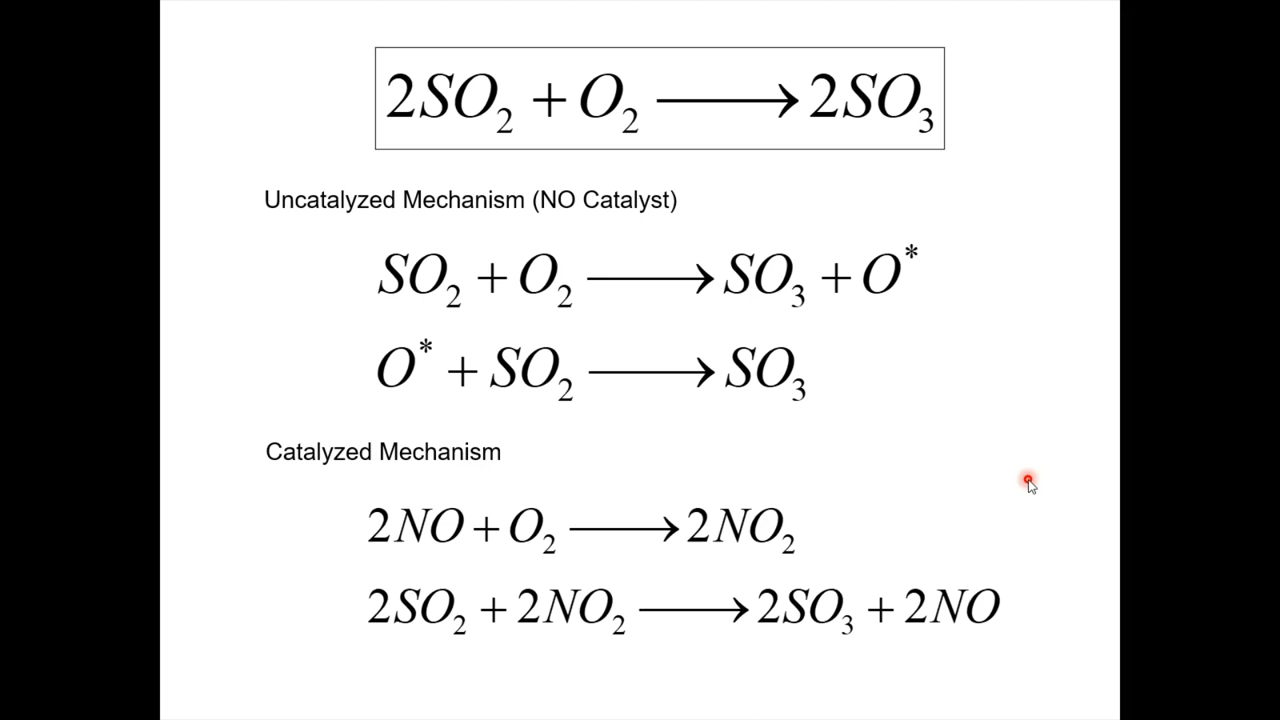 2SO₂ + O₂ ⟶ 2SO₃
Uncatalyzed Mechanism (NO Catalyst)
SO₂ + O₂ ⟶ SO₃ + O*
O* + SO₂ ⟶ SO₃
Catalyzed Mechanism
2NO + O₂ ⟶ 2NO₂
2SO₂ + 2NO₂ ⟶ 2SO₃ + 2NO